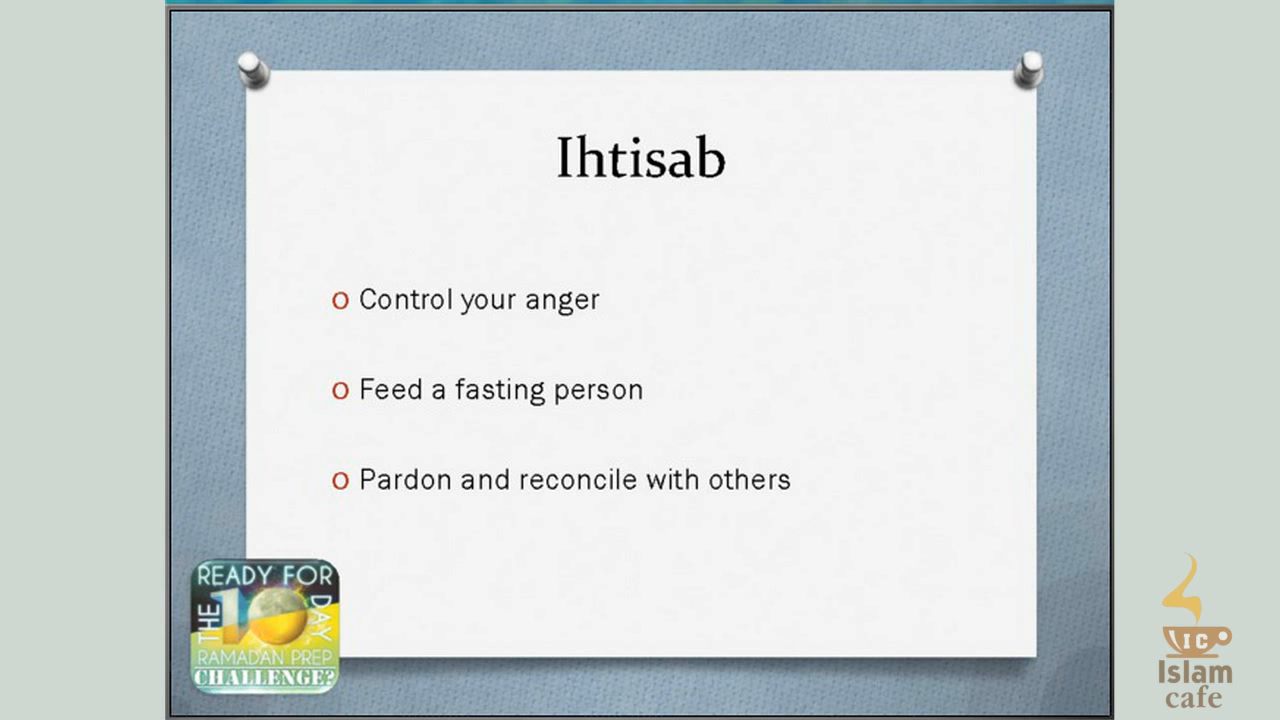 Ihtisab
o Control your anger
o Feed a fasting person
o Pardon and reconcile with others
READY FOR
THE 10 DAY
RAMADAN PREP
CHALLENGE?
IC
Islam
cafe